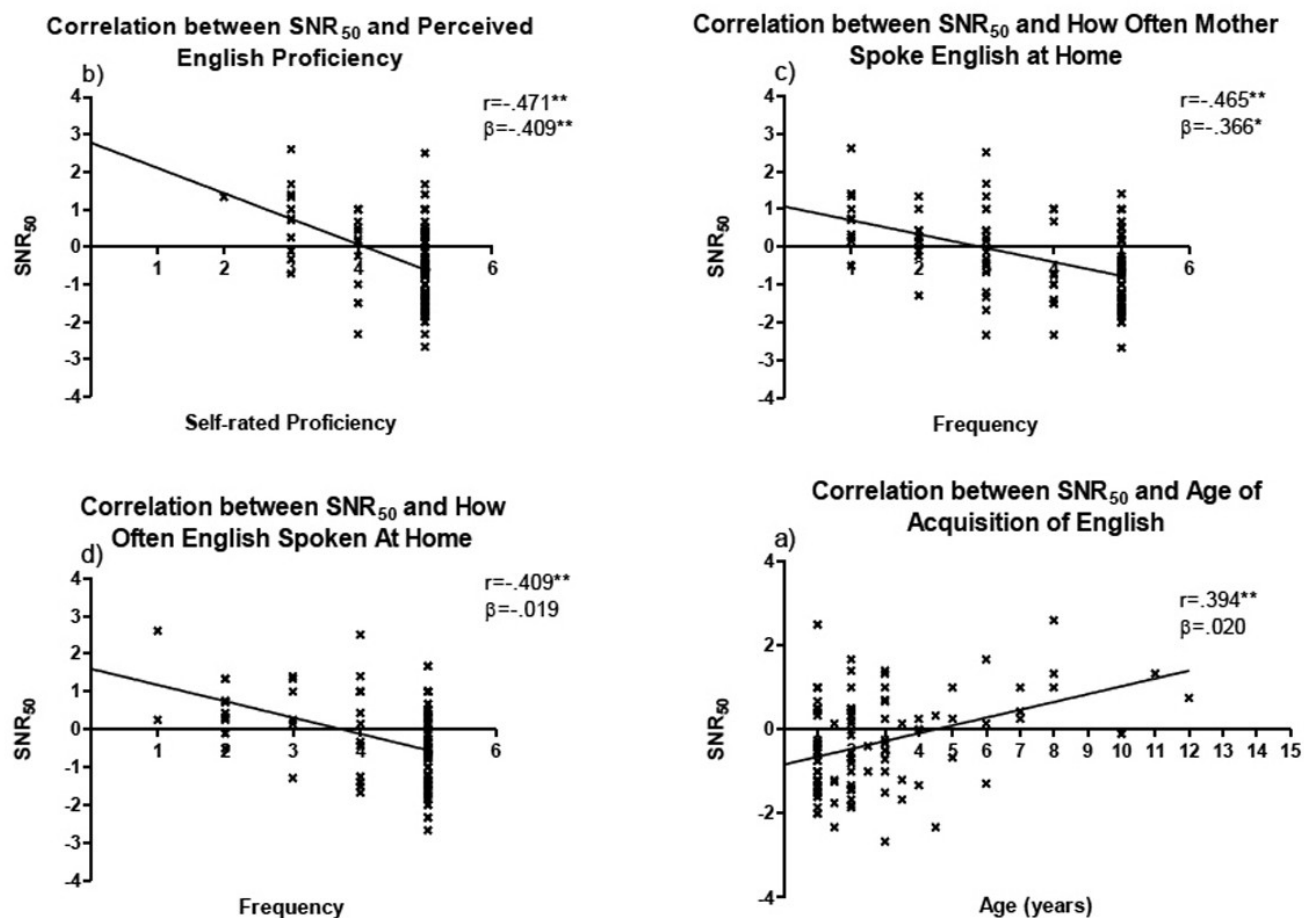 Correlation between SNR50 and Perceived
English Proficiency
b)
r=-.471**
β=-.409**
4
3
2
1
0
-1
-2
-3
-4
SNR50
1 2 4 6
Self-rated Proficiency
Correlation between SNR50 and How Often Mother
Spoke English at Home
c)
r=-.465**
β=-.366*
4
3
2
1
0
-1
-2
-3
-4
SNR50
1 2 4 6
Frequency
Correlation between SNR50 and How
Often English Spoken At Home
d)
r=-.409**
β=-.019
4
3
2
1
0
-1
-2
-3
-4
SNR50
1 2 3 4 6
Frequency
Correlation between SNR50 and Age of
Acquisition of English
a)
r=.394**
β=.020
4
2
0
-2
-4
SNR50
2 3 4 5 6 7 8 9 10 11 12 13 14 15
Age (years)